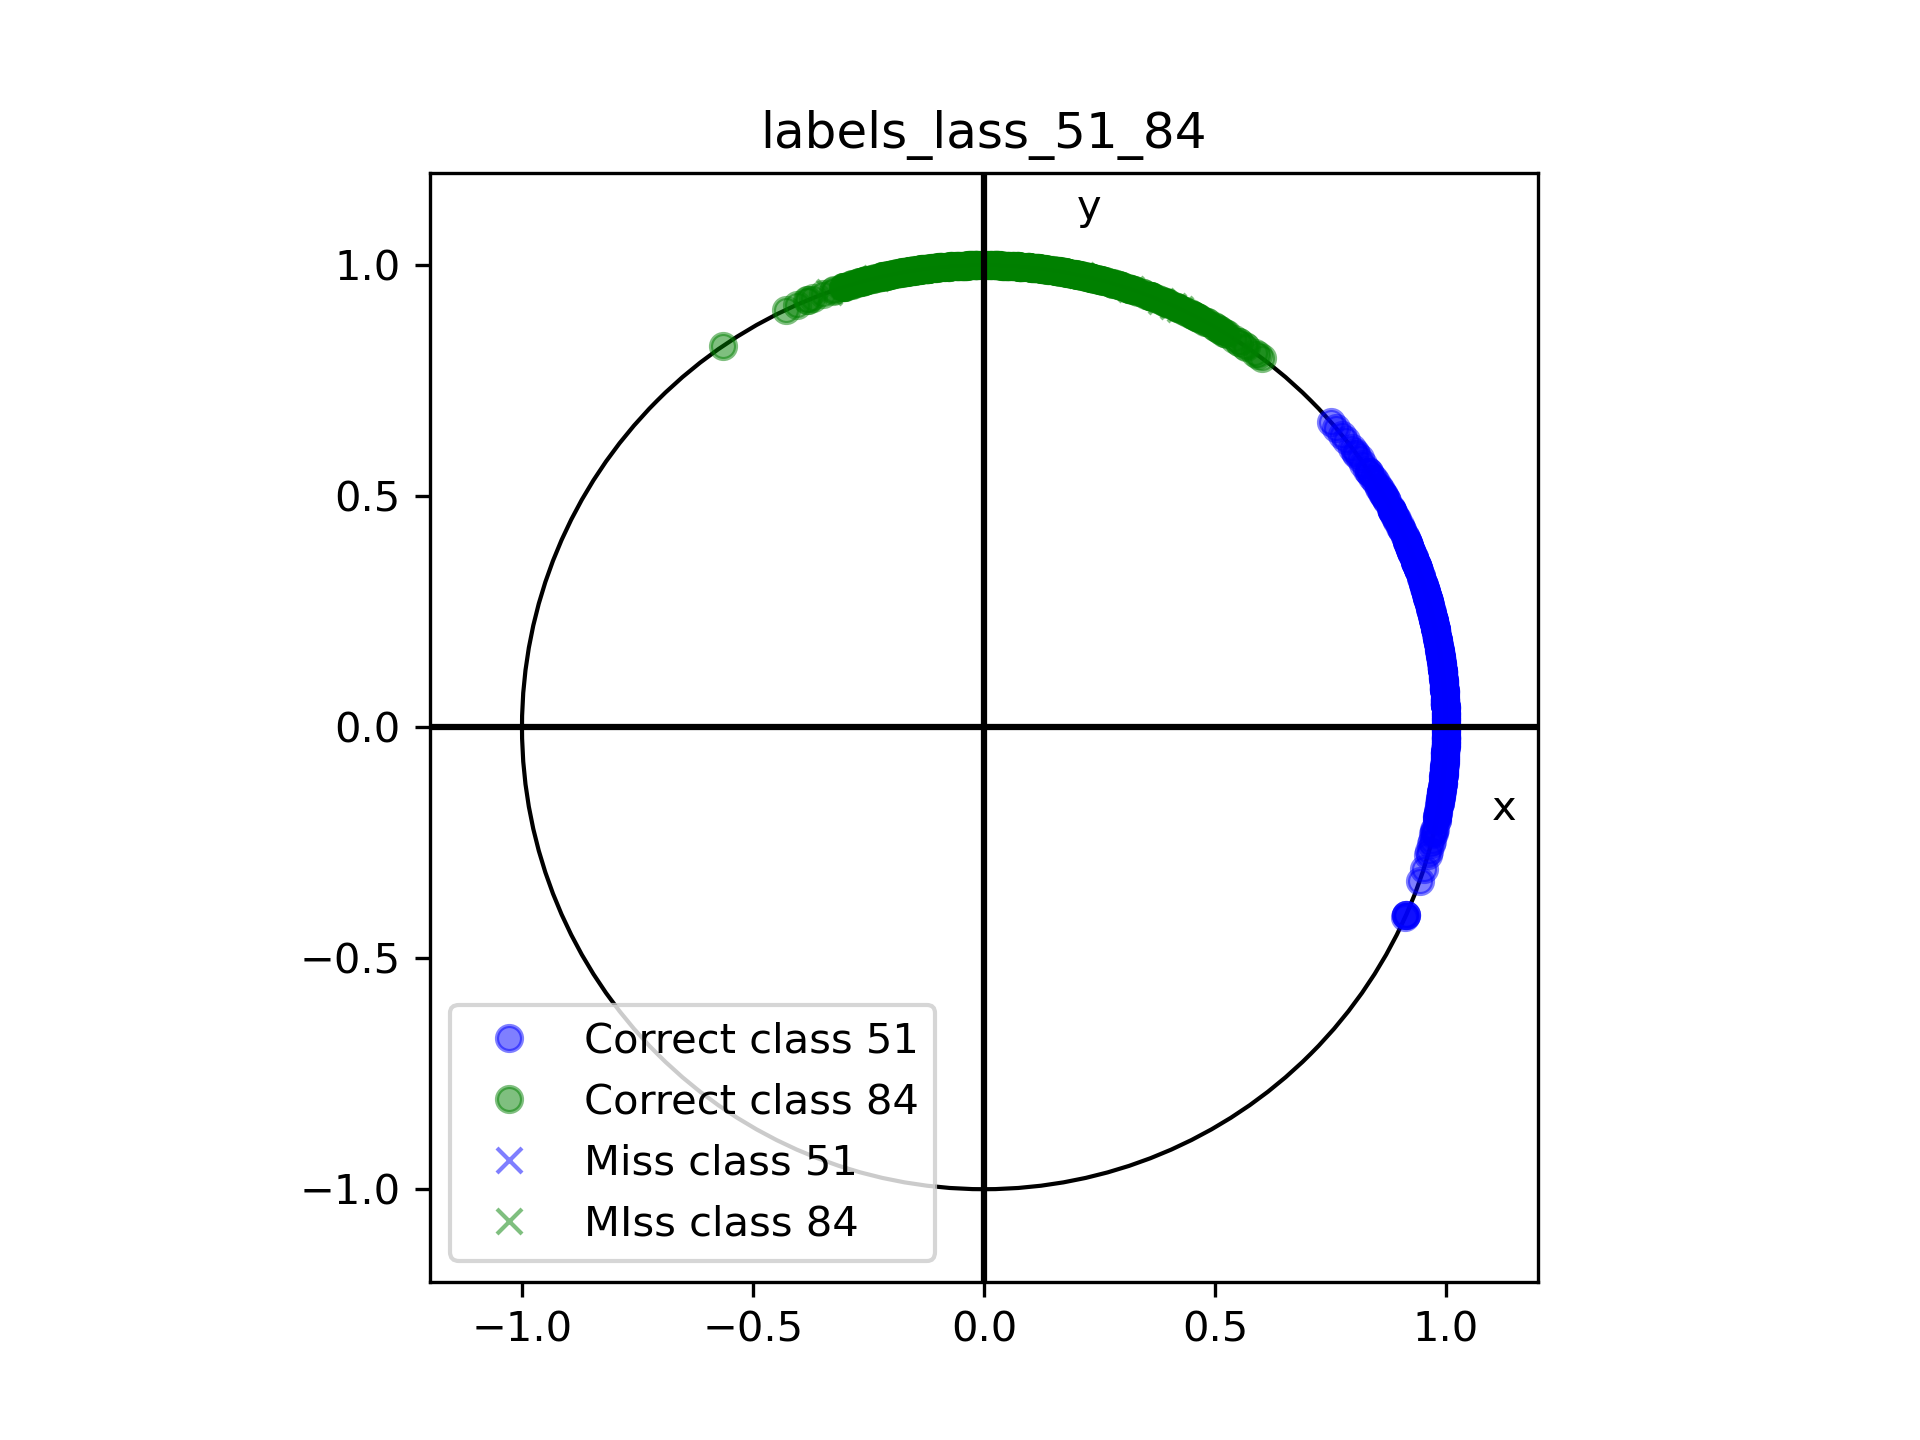 labels_lass_51_84
y
1.0
0.5
0.0
−0.5
−1.0
x
Correct class 51
Correct class 84
Miss class 51
MIss class 84
−1.0 −0.5 0.0 0.5 1.0